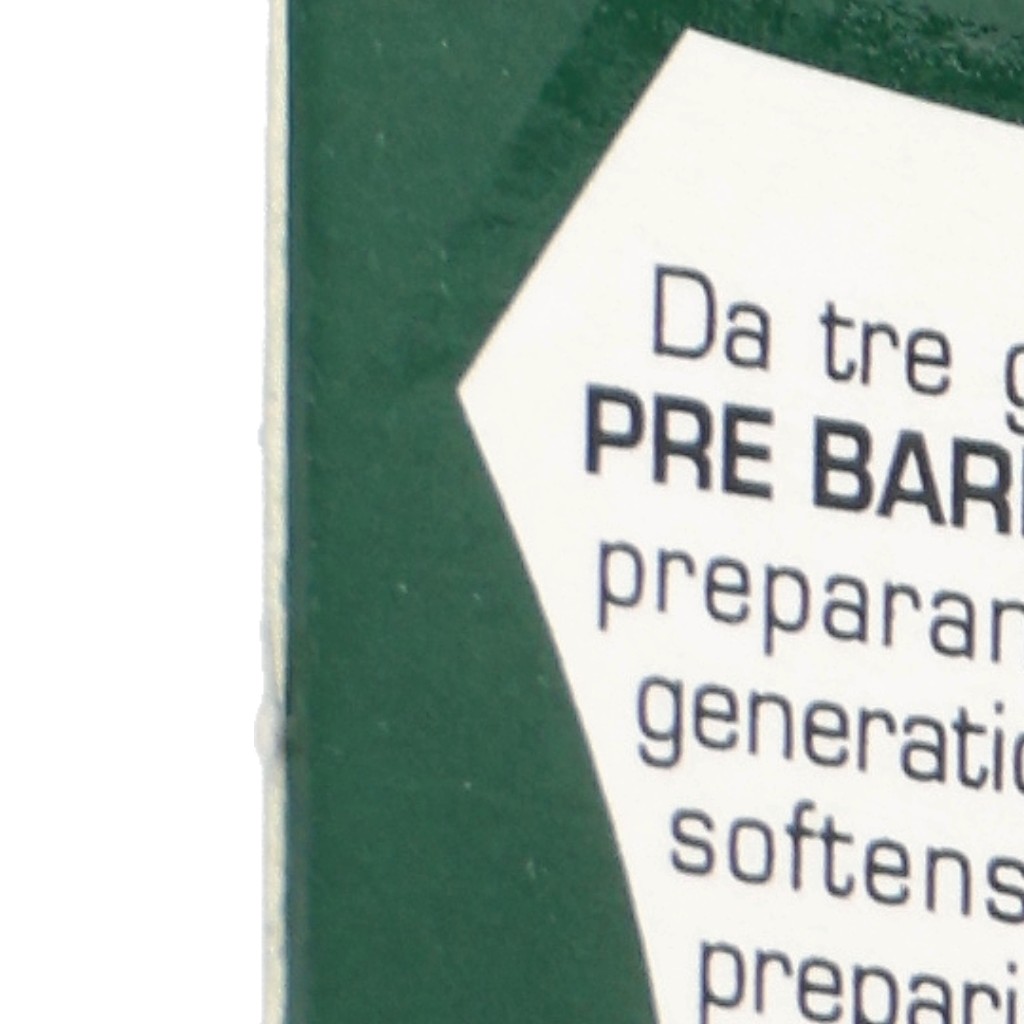 Da tre g
PRE BAR
preparar
generatio
softens
prepari